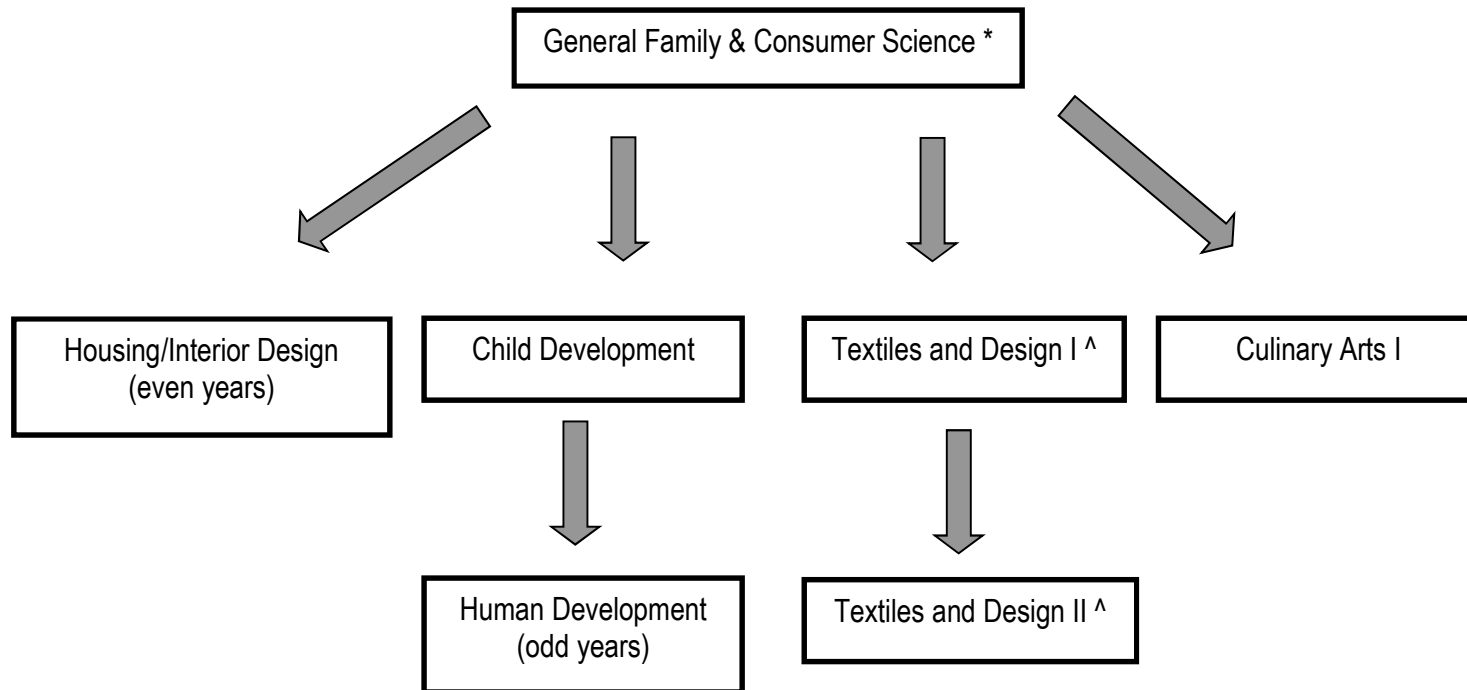 General Family & Consumer Science *
Housing/Interior Design
(even years)
Child Development
Textiles and Design I ^
Culinary Arts I
Human Development
(odd years)
Textiles and Design II ^